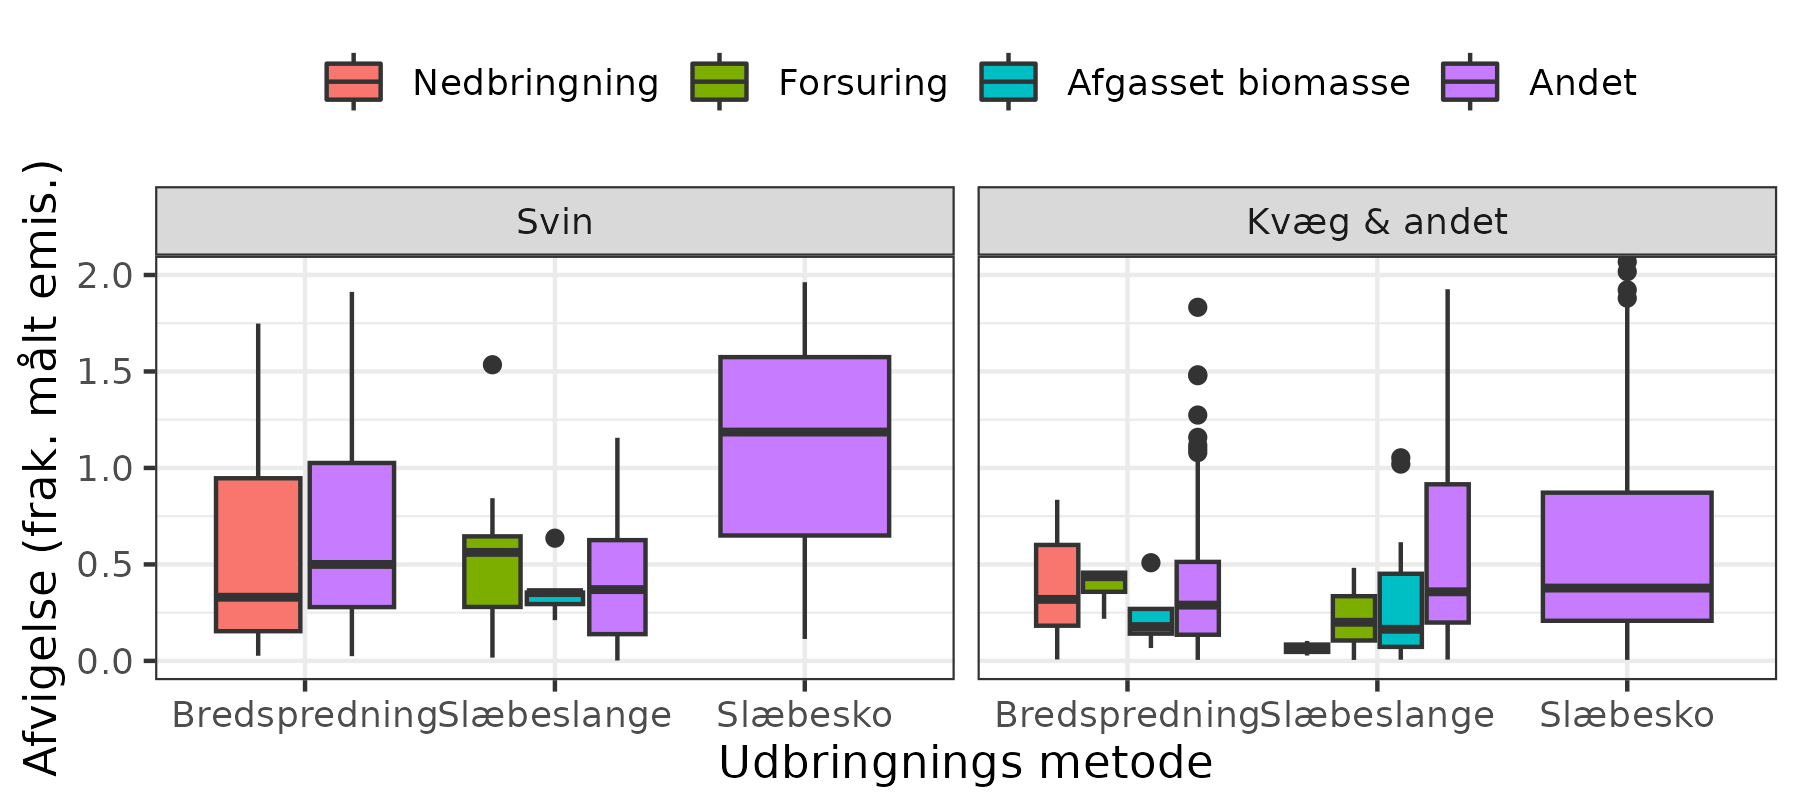 Nedbringning Forsuring Afgasset biomasse Andet
Svin Kvæg & andet
Afvigelse (frak. målt emis.)
2.0
1.5
1.0
0.5
0.0
Bredspredning Slæbeslange Slæbesko Bredspredning Slæbeslange Slæbesko
Udbringnings metode